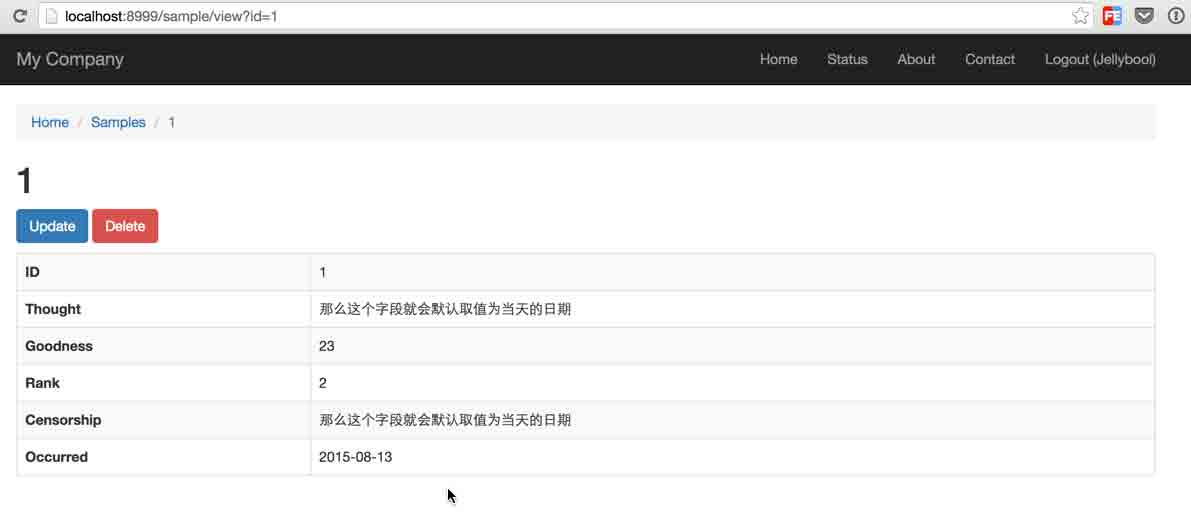 localhost:8999/sample/view?id=1
FE
My Company Home Status About Contact Logout (Jellybool)
Home / Samples / 1
1
Update Delete
ID 1
Thought 那么这个字段就会默认取值为当天的日期
Goodness 23
Rank 2
Censorship 那么这个字段就会默认取值为当天的日期
Occurred 2015-08-13